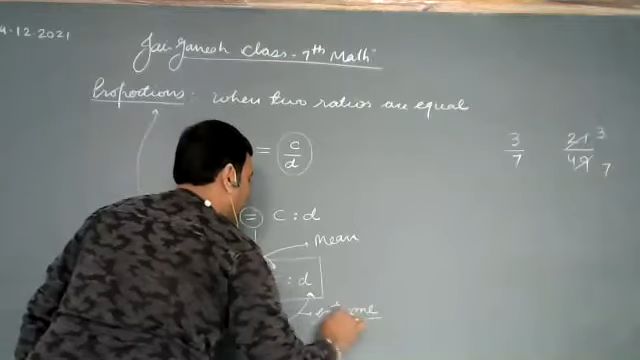 4.12.2021
Jai Ganesh class - 7th Math
Proportions : when two ratios are equal
= c/d
3/7 21/49 3 7
= c : d
Mean
: d